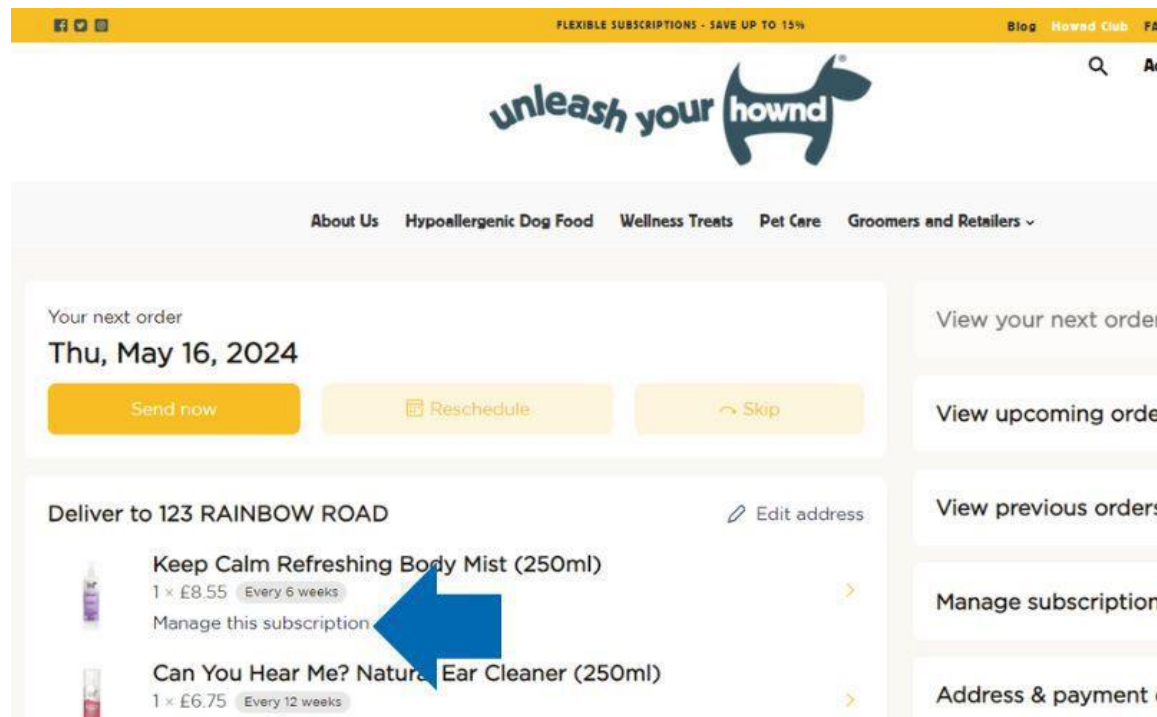 FLEXIBLE SUBSCRIPTIONS - SAVE UP TO 15%
Blog Hownd Club FA
unleash your hownd
About Us Hypoallergenic Dog Food Wellness Treats Pet Care Groomers and Retailers
Your next order
Thu, May 16, 2024
Send now Reschedule Skip
View your next order
View upcoming orde
Deliver to 123 RAINBOW ROAD
Edit address
View previous orders
Keep Calm Refreshing Body Mist (250ml)
1 × £8.55 Every 6 weeks
Manage this subscription
Manage subscription
Can You Hear Me? Natural Ear Cleaner (250ml)
1 × £6.75 Every 12 weeks
Address & payment